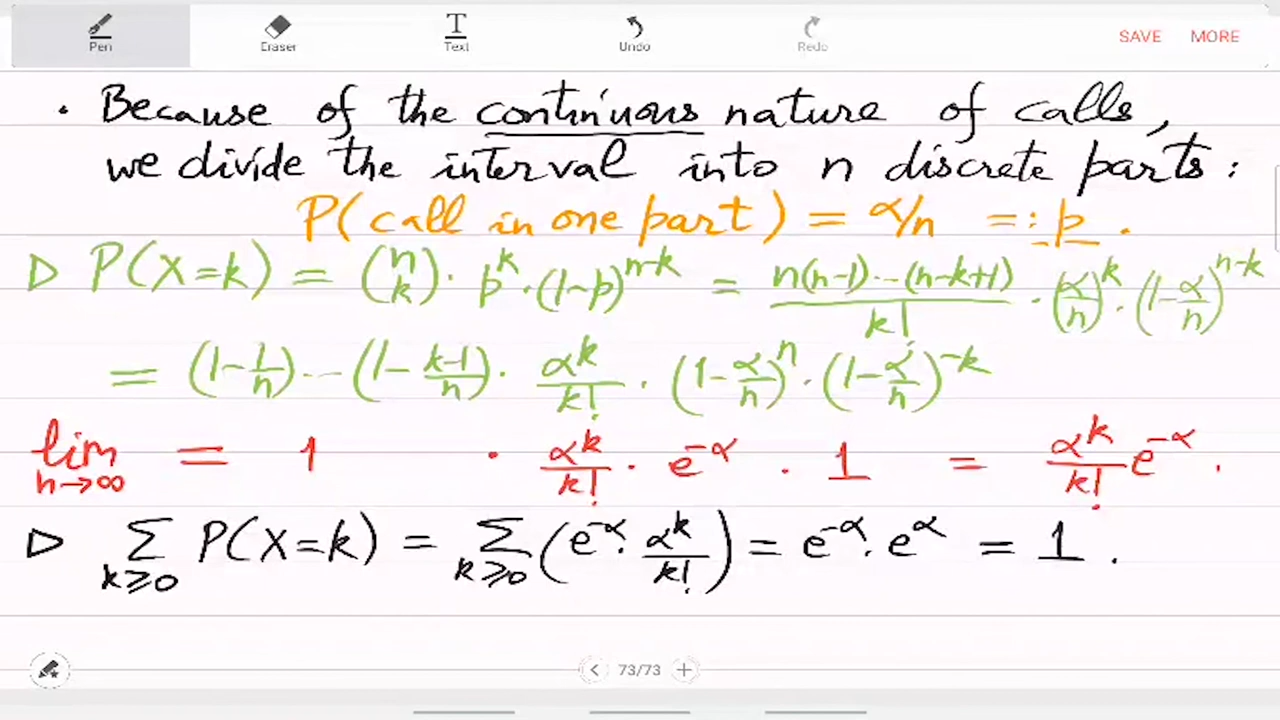 Pen Eraser Text Undo Redo SAVE MORE
· Because of the continuous nature of calls,
we divide the interval into n discrete parts:
P(call in one part) = α/n =: p.
▷ P(X=k) = (n k) · p^k · (1-p)^{n-k} = n(n-1)...(n-k+1)/k! · (α/n)^k · (1-α/n)^{n-k}
= (1-1/n)...(1-(k-1)/n) · α^k/k! · (1-α/n)^n · (1-α/n)^{-k}
lim n→∞ = 1 · α^k/k! · e^{-α} · 1 = α^k/k! e^{-α}.
▷ Σ_{k≥0} P(X=k) = Σ_{k≥0} (e^{-α} · α^k/k!) = e^{-α} · e^α = 1.
73/73